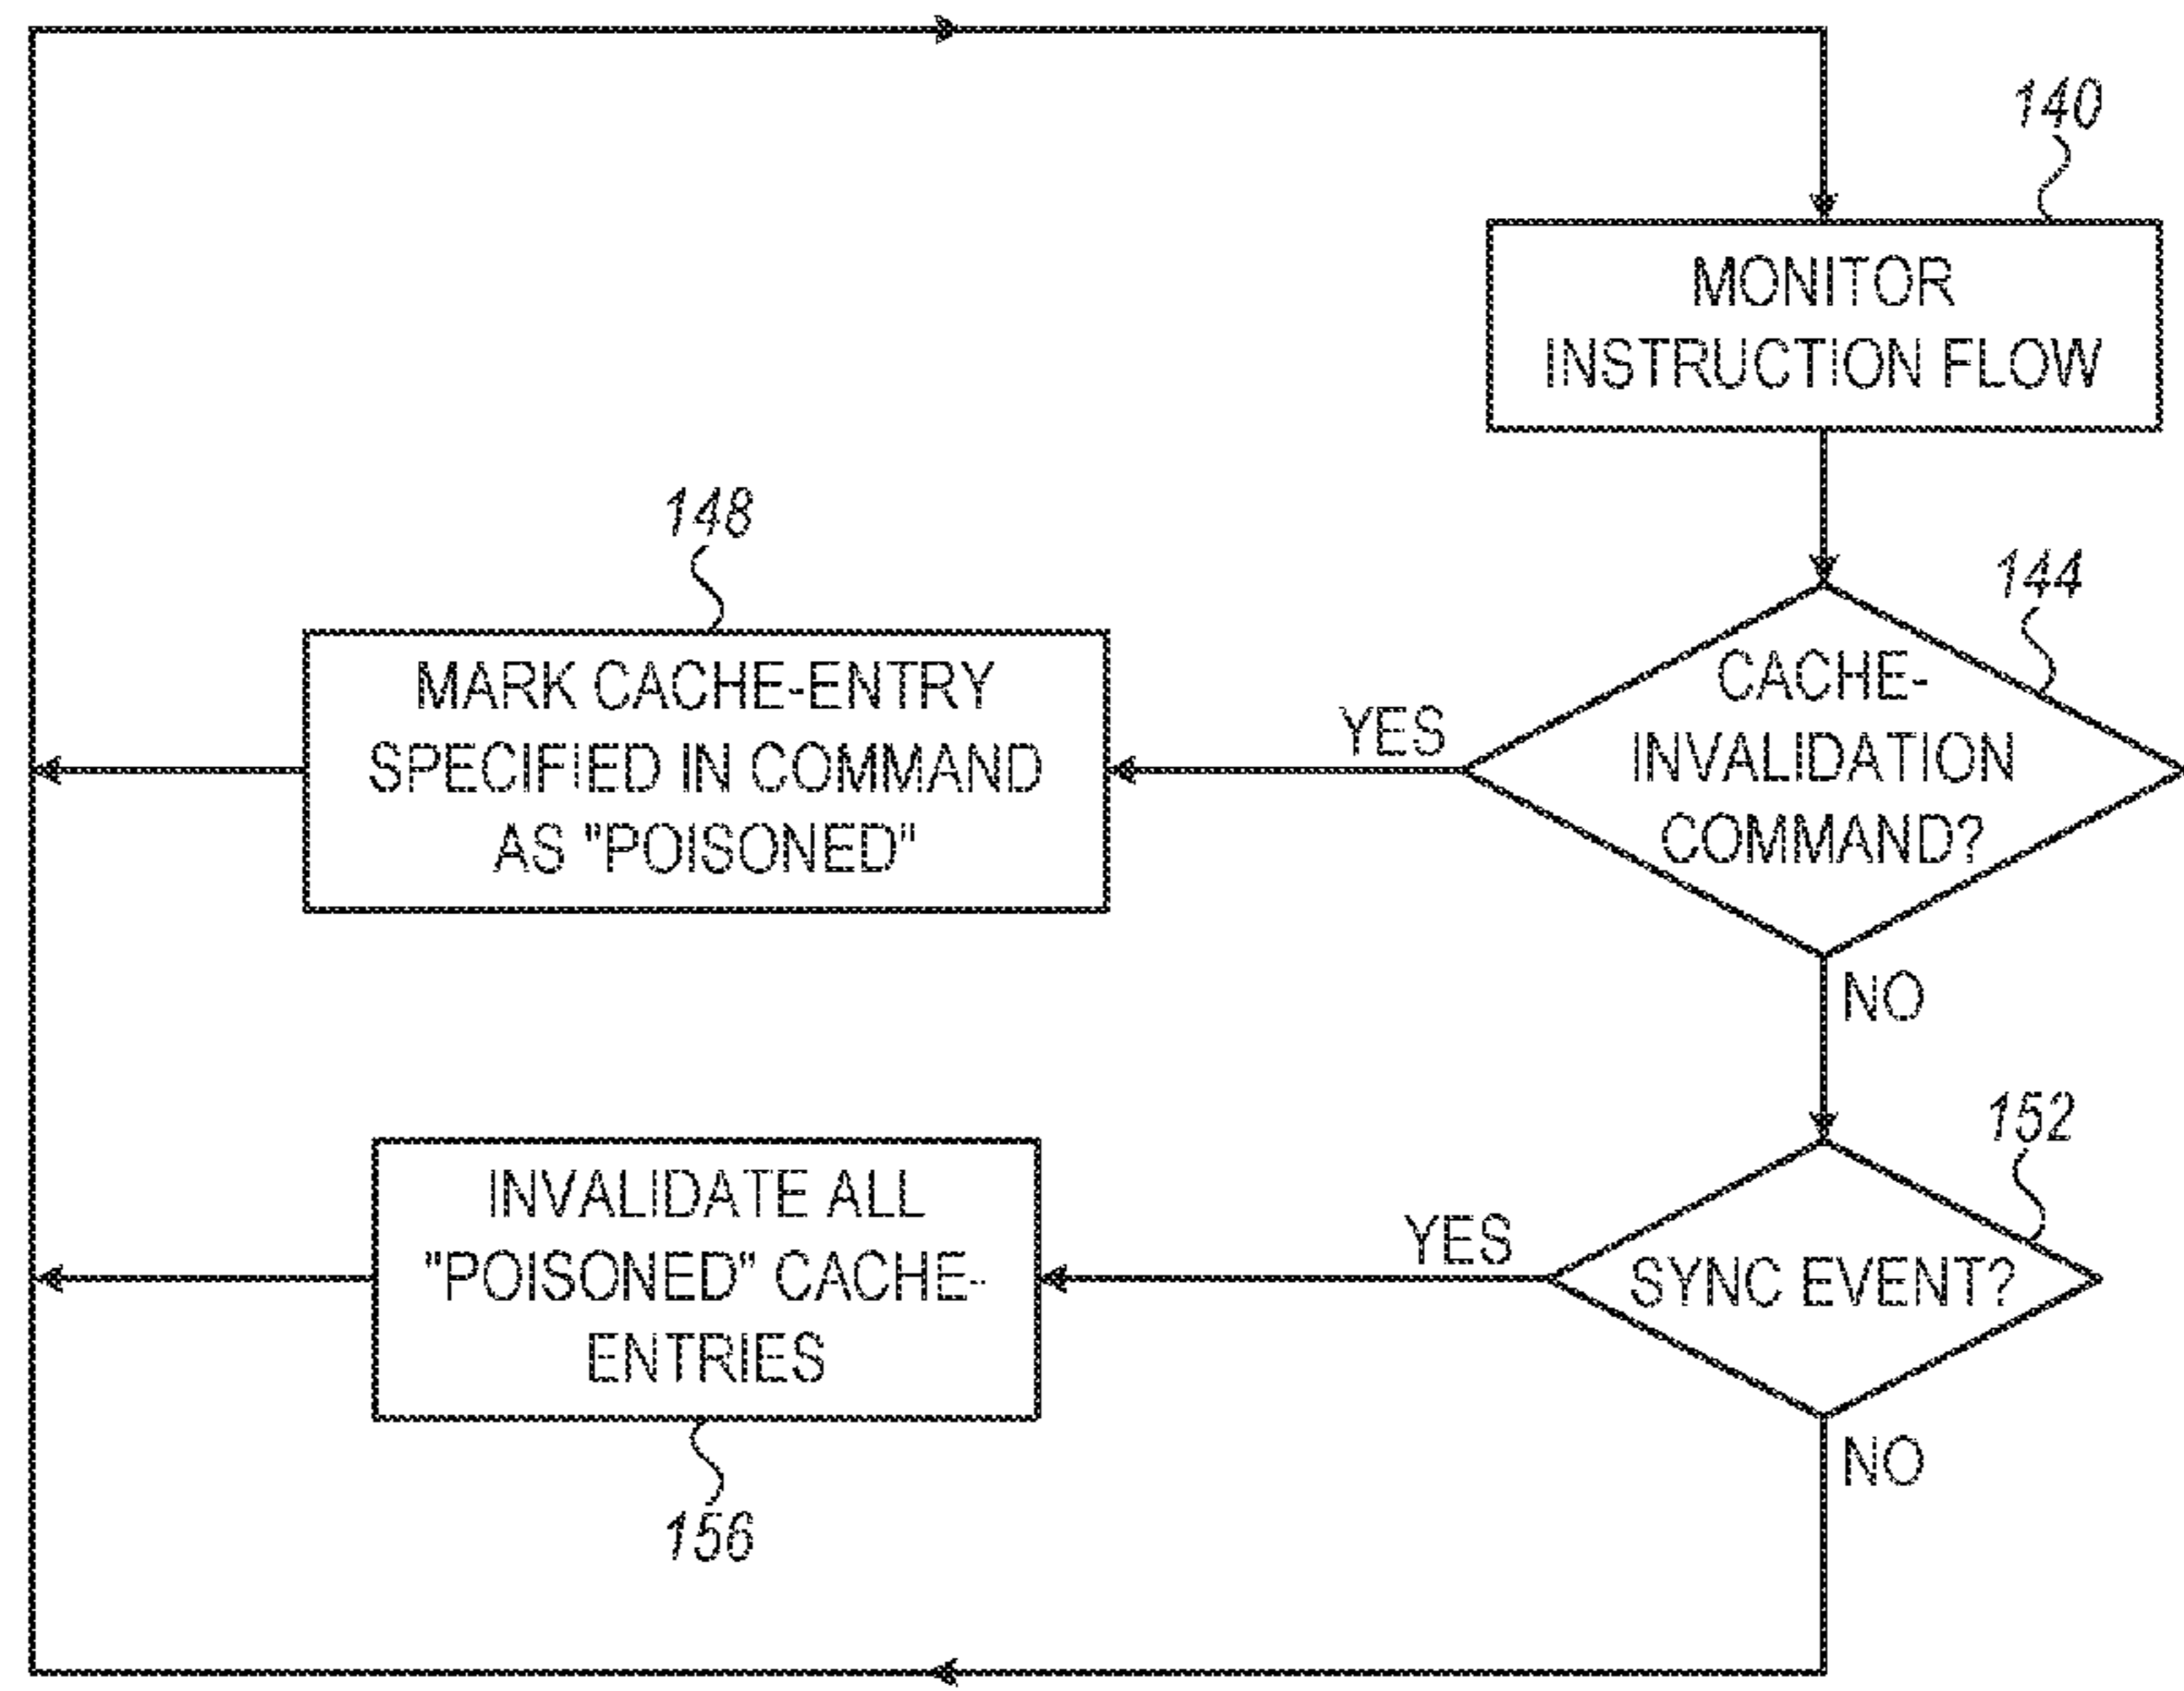 140
MONITOR
INSTRUCTION FLOW
144
CACHE-
INVALIDATION
COMMAND?
YES
148
MARK CACHE-ENTRY
SPECIFIED IN COMMAND
AS "POISONED"
NO
152
SYNC EVENT?
YES
INVALIDATE ALL
"POISONED" CACHE-
ENTRIES
156
NO